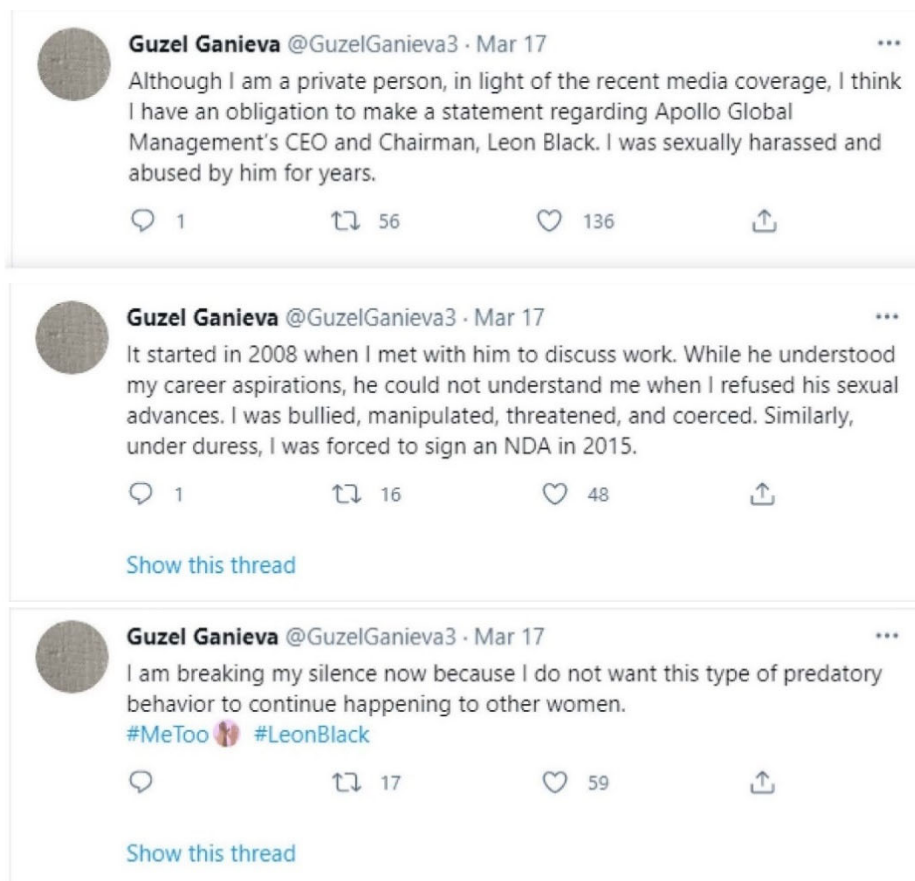 Guzel Ganieva @GuzelGanieva3 · Mar 17
Although I am a private person, in light of the recent media coverage, I think
I have an obligation to make a statement regarding Apollo Global
Management's CEO and Chairman, Leon Black. I was sexually harassed and
abused by him for years.
1 56 136
Guzel Ganieva @GuzelGanieva3 · Mar 17
It started in 2008 when I met with him to discuss work. While he understood
my career aspirations, he could not understand me when I refused his sexual
advances. I was bullied, manipulated, threatened, and coerced. Similarly,
under duress, I was forced to sign an NDA in 2015.
1 16 48
Show this thread
Guzel Ganieva @GuzelGanieva3 · Mar 17
I am breaking my silence now because I do not want this type of predatory
behavior to continue happening to other women.
#MeToo #LeonBlack
17 59
Show this thread